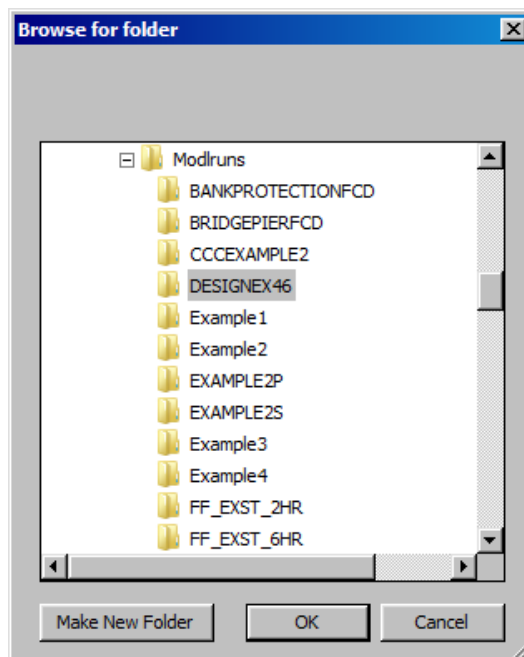 Browse for folder
Modlruns
BANKPROTECTIONFCD
BRIDGEPIERFCD
CCCEXAMPLE2
DESIGNEX46
Example1
Example2
EXAMPLE2P
EXAMPLE2S
Example3
Example4
FF_EXST_2HR
FF_EXST_6HR
Make New Folder OK Cancel